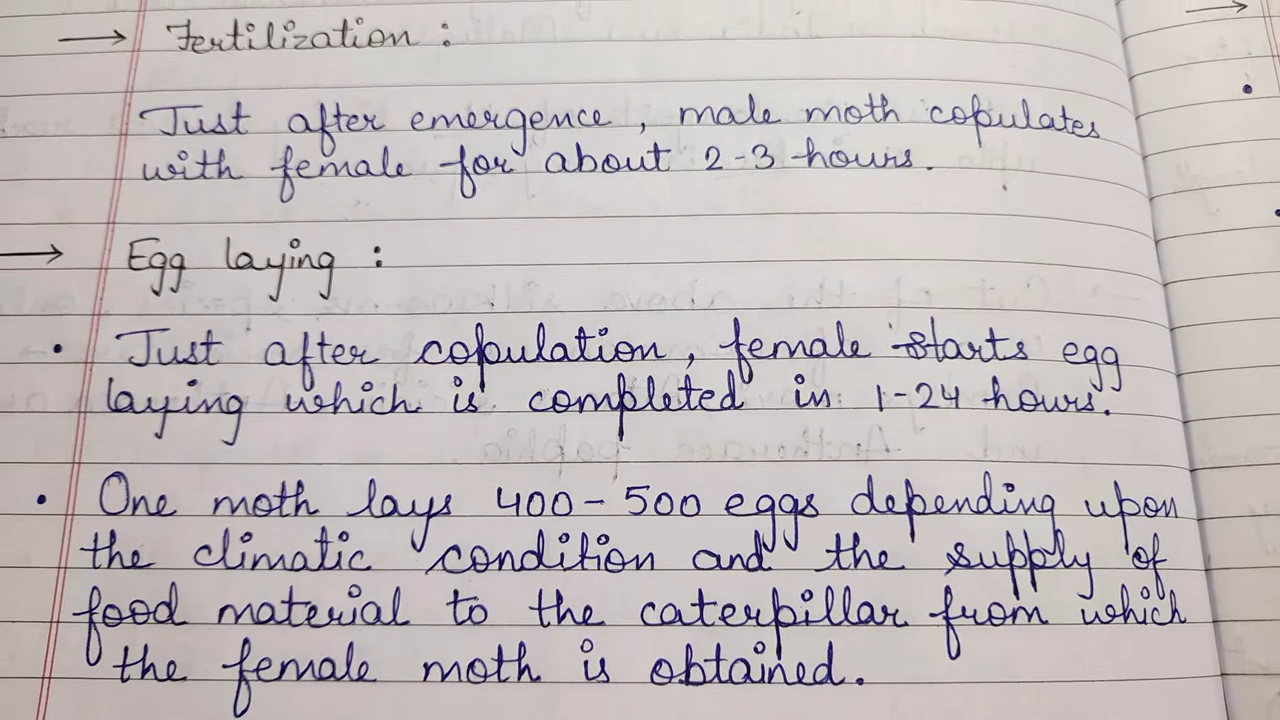 → Fertilization :
Just after emergence, male moth copulates
with female for about 2-3 hours.
→ Egg laying :
• Just after copulation, female starts egg
laying which is completed in 1-24 hours.
• One moth lays 400-500 eggs depending upon
the climatic condition and the supply of
food material to the caterpillar from which
the female moth is obtained.